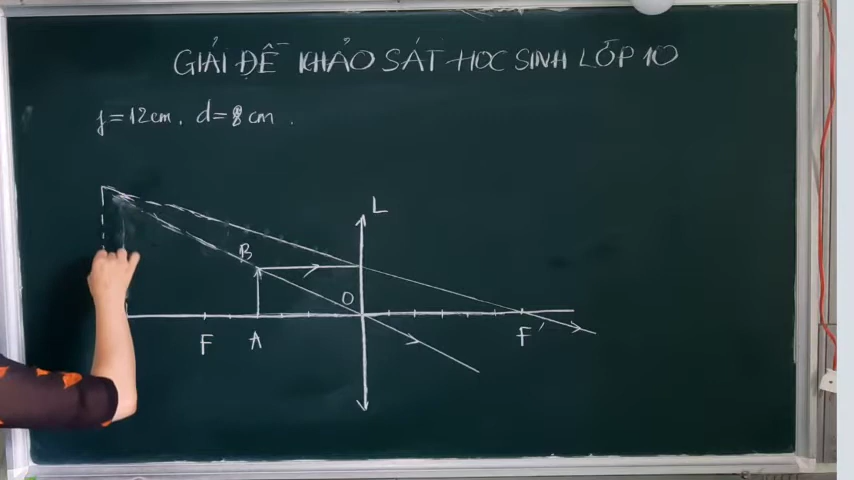 GIẢI ĐỀ KHẢO SÁT HỌC SINH LỚP 10
f = 12cm. d = 8 cm.
L
B
O
F
A
F'